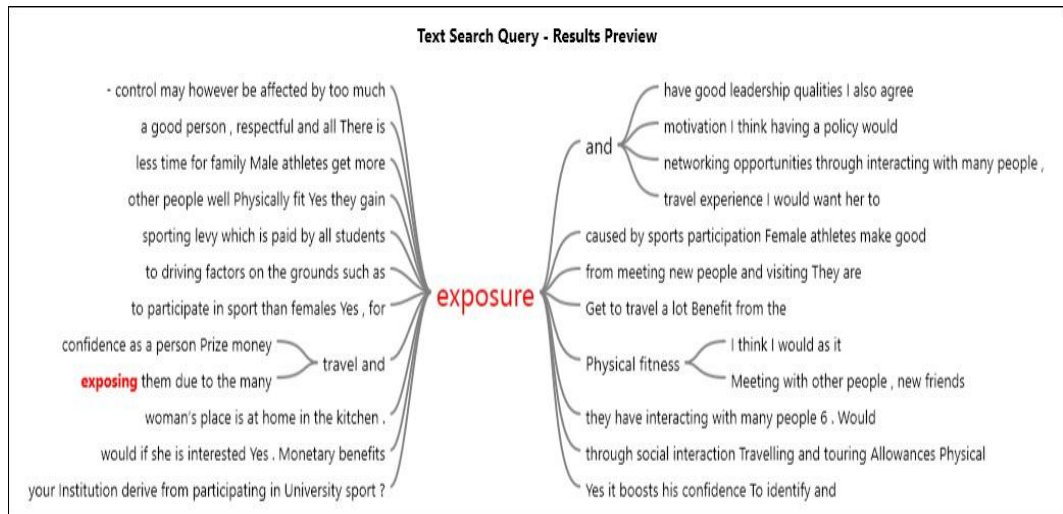 Text Search Query - Results Preview
- control may however be affected by too much
a good person , respectful and all There is
less time for family Male athletes get more
other people well Physically fit Yes they gain
sporting levy which is paid by all students
to driving factors on the grounds such as
to participate in sport than females Yes , for
confidence as a person Prize money
exposing them due to the many
travel and
woman's place is at home in the kitchen .
would if she is interested Yes . Monetary benefits
your Institution derive from participating in University sport ?
exposure
and
have good leadership qualities I also agree
motivation I think having a policy would
networking opportunities through interacting with many people ,
travel experience I would want her to
caused by sports participation Female athletes make good
from meeting new people and visiting They are
Get to travel a lot Benefit from the
Physical fitness
I think I would as it
Meeting with other people , new friends
they have interacting with many people 6 . Would
through social interaction Travelling and touring Allowances Physical
Yes it boosts his confidence To identify and